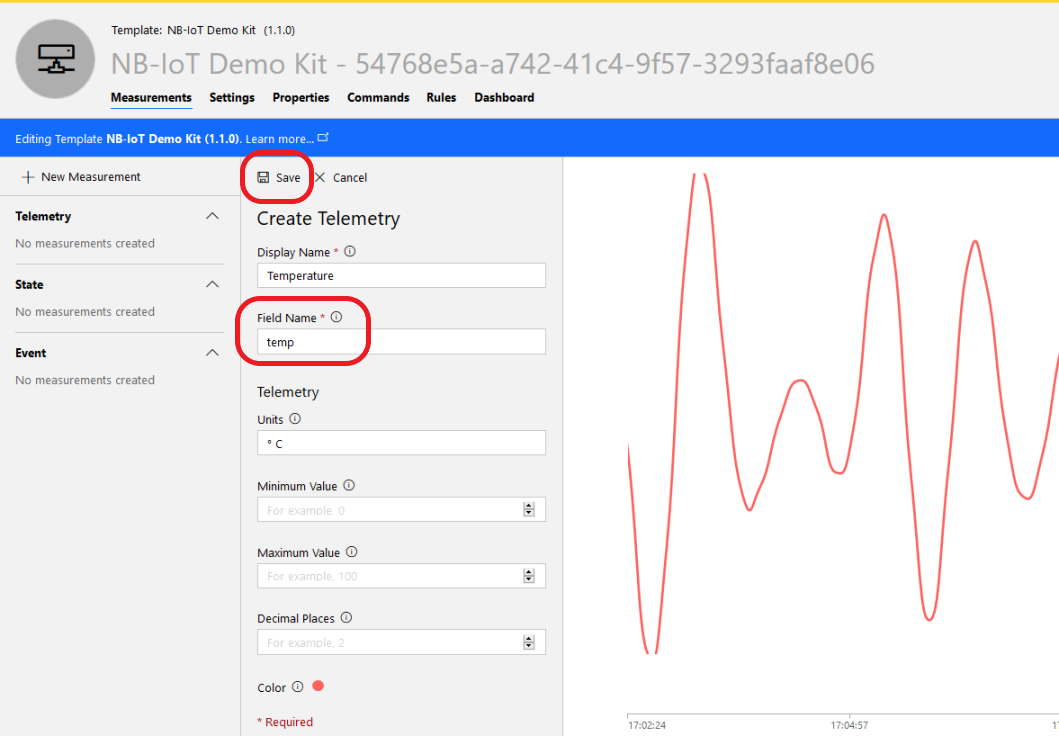 Template: NB-IoT Demo Kit (1.1.0)
NB-IoT Demo Kit - 54768e5a-a742-41c4-9f57-3293faaf8e06
Measurements Settings Properties Commands Rules Dashboard
Editing Template NB-IoT Demo Kit (1.1.0). Learn more...
New Measurement
Telemetry
No measurements created
State
No measurements created
Event
No measurements created
Save Cancel
Create Telemetry
Display Name *
Temperature
Field Name *
temp
Telemetry
Units
° C
Minimum Value
For example, 0
Maximum Value
For example, 100
Decimal Places
For example, 2
Color
* Required
17:02:24 17:04:57